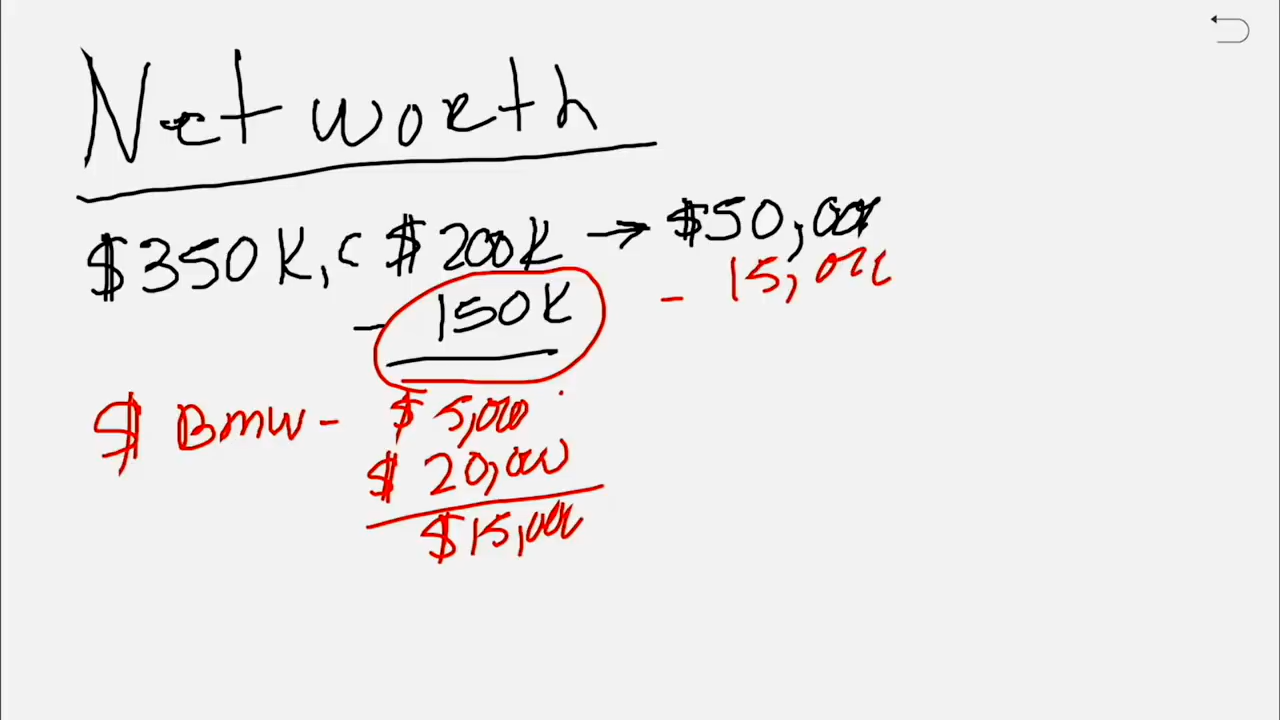 Networth
$350K, C $200K → $50,000
- 150K - 15,000
$ BMW - $5,000
$ 20,000
$15,000